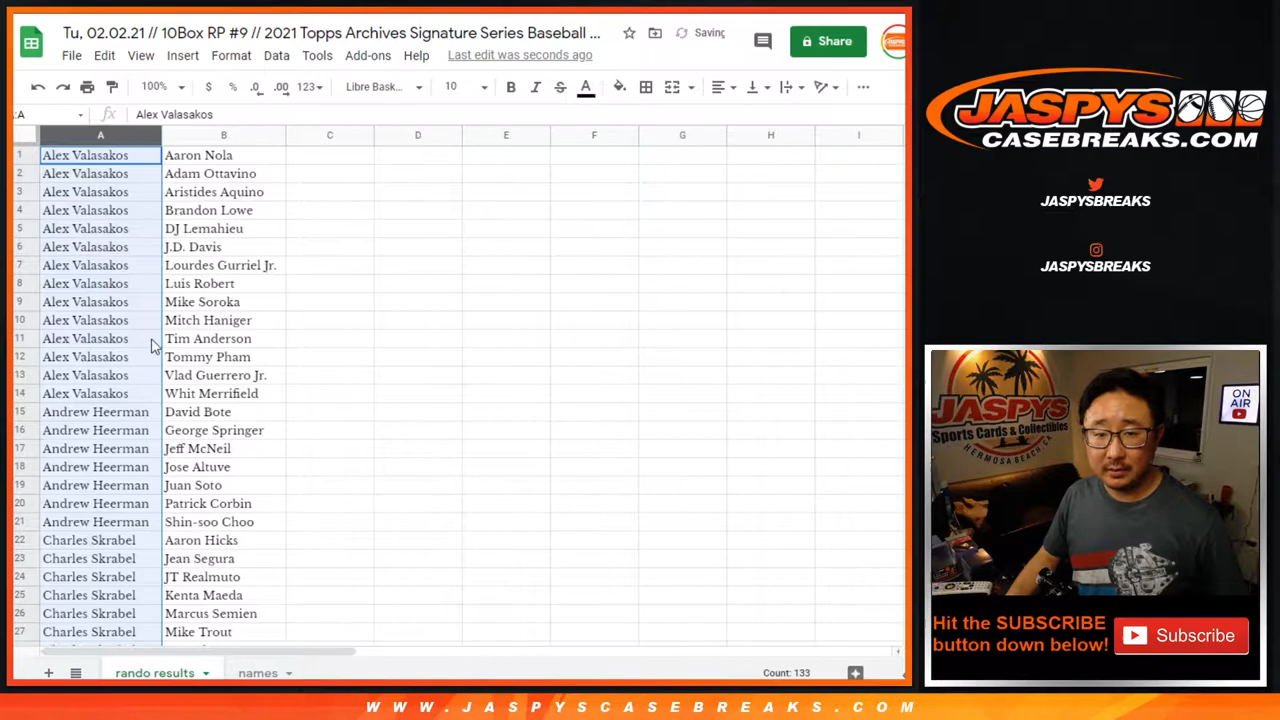 Tu, 02.02.21 // 10Box RP #9 // 2021 Topps Archives Signature Series Baseball ...
Saving
File Edit View Insert Format Data Tools Add-ons Help Last edit was seconds ago
Share
100% $ % .0 .00 123 Libre Bask... 10 B I S A
:A fx Alex Valasakos
A B C D E F G H I
1 Alex Valasakos Aaron Nola
2 Alex Valasakos Adam Ottavino
3 Alex Valasakos Aristides Aquino
4 Alex Valasakos Brandon Lowe
5 Alex Valasakos DJ Lemahieu
6 Alex Valasakos J.D. Davis
7 Alex Valasakos Lourdes Gurriel Jr.
8 Alex Valasakos Luis Robert
9 Alex Valasakos Mike Soroka
10 Alex Valasakos Mitch Haniger
11 Alex Valasakos Tim Anderson
12 Alex Valasakos Tommy Pham
13 Alex Valasakos Vlad Guerrero Jr.
14 Alex Valasakos Whit Merrifield
15 Andrew Heerman David Bote
16 Andrew Heerman George Springer
17 Andrew Heerman Jeff McNeil
18 Andrew Heerman Jose Altuve
19 Andrew Heerman Juan Soto
20 Andrew Heerman Patrick Corbin
21 Andrew Heerman Shin-soo Choo
22 Charles Skrabel Aaron Hicks
23 Charles Skrabel Jean Segura
24 Charles Skrabel JT Realmuto
25 Charles Skrabel Kenta Maeda
26 Charles Skrabel Marcus Semien
27 Charles Skrabel Mike Trout
rando results names Count: 133
JASPYS
CASEBREAKS.COM
JASPYSBREAKS
JASPYSBREAKS
JASPYS
Sports Cards & Collectibles
HERMOSA BEACH, CA
ON
AIR
Hit the SUBSCRIBE
button down below!
Subscribe
WWW.JASPYSCASEBREAKS.COM